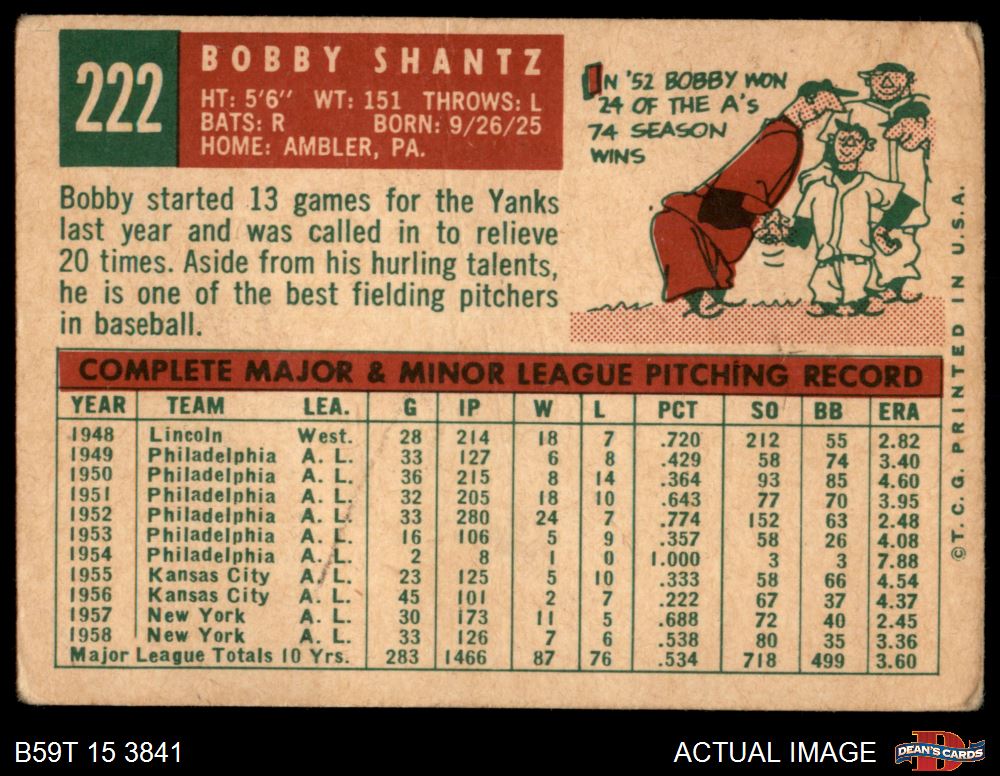 222
BOBBY SHANTZ
HT: 5'6" WT: 151 THROWS: L
BATS: R BORN: 9/26/25
HOME: AMBLER, PA.
IN '52 BOBBY WON
24 OF THE A's
74 SEASON
WINS
Bobby started 13 games for the Yanks
last year and was called in to relieve
20 times. Aside from his hurling talents,
he is one of the best fielding pitchers
in baseball.
COMPLETE MAJOR & MINOR LEAGUE PITCHING RECORD
YEAR TEAM LEA. G IP W L PCT SO BB ERA
1948 Lincoln West. 28 214 18 7 .720 212 55 2.82
1949 Philadelphia A. L. 33 127 6 8 .429 58 74 3.40
1950 Philadelphia A. L. 36 215 8 14 .364 93 85 4.60
1951 Philadelphia A. L. 32 205 18 10 .643 77 70 3.95
1952 Philadelphia A. L. 33 280 24 7 .774 152 63 2.48
1953 Philadelphia A. L. 16 106 5 9 .357 58 26 4.08
1954 Philadelphia A. L. 2 8 1 0 1.000 3 3 7.88
1955 Kansas City A. L. 23 125 5 10 .333 58 66 4.54
1956 Kansas City A. L. 45 101 2 7 .222 67 37 4.37
1957 New York A. L. 30 173 11 5 .688 72 40 2.45
1958 New York A. L. 33 126 7 6 .538 80 35 3.36
Major League Totals 10 Yrs. 283 1466 87 76 .534 718 499 3.60
© T. C. G. PRINTED IN U.S.A.
B59T 15 3841
ACTUAL IMAGE
D
DEAN'S CARDS